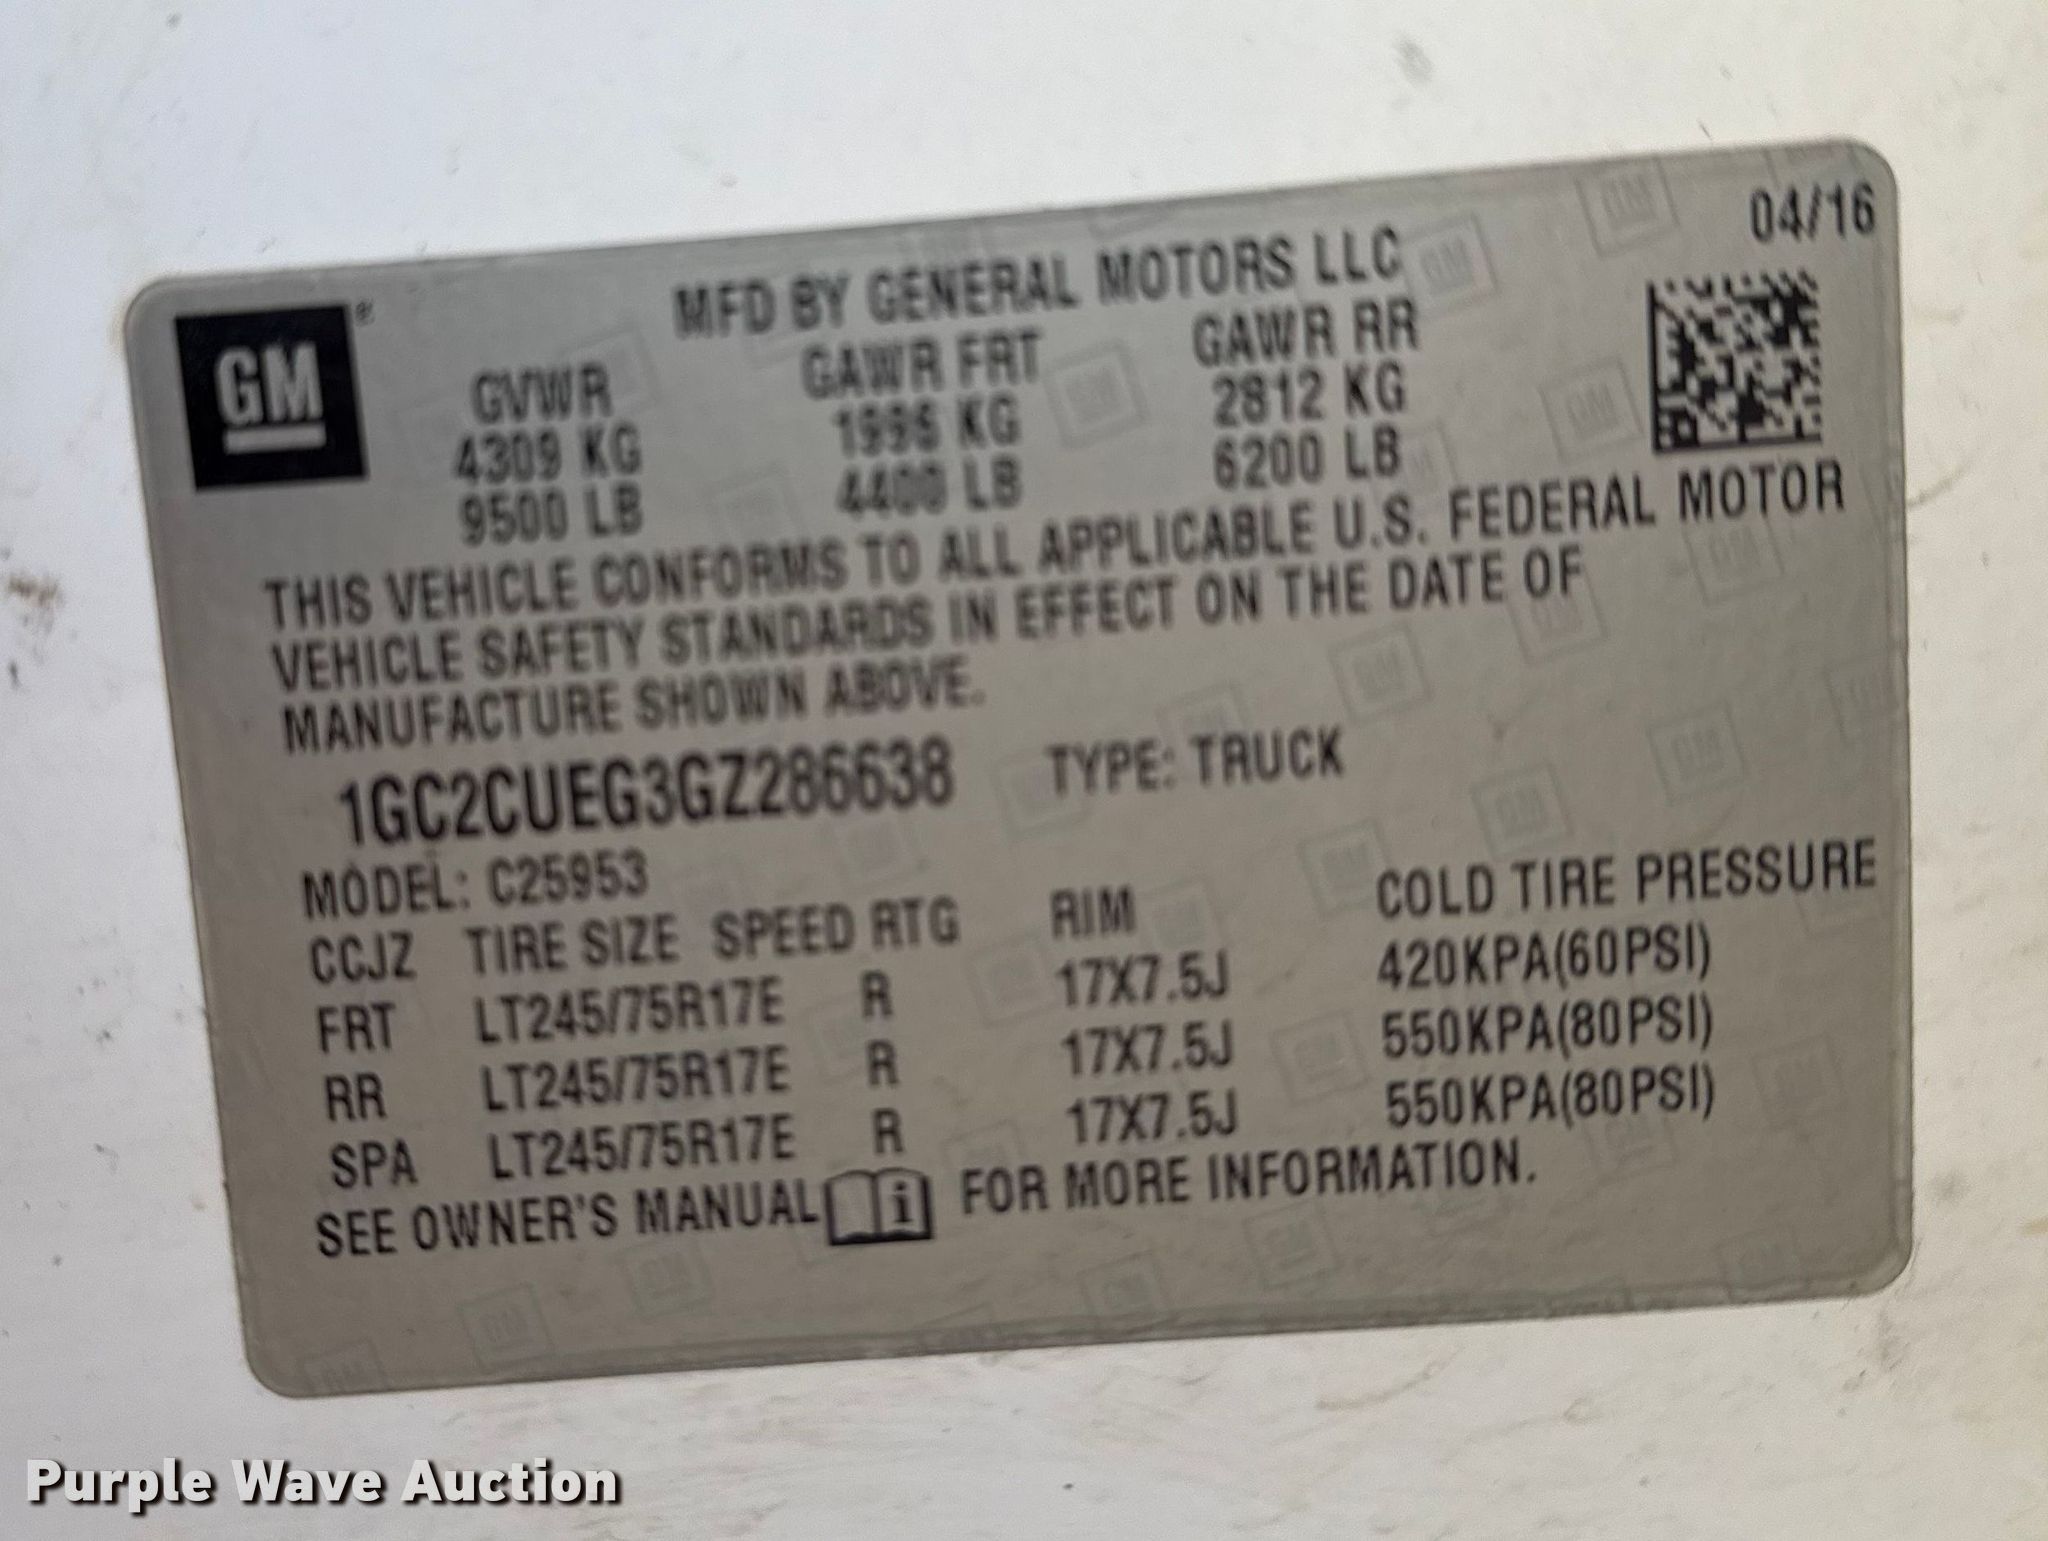 04/16
GM®
MFD BY GENERAL MOTORS LLC
GVWR GAWR FRT GAWR RR
4309 KG 1996 KG 2812 KG
9500 LB 4400 LB 6200 LB
THIS VEHICLE CONFORMS TO ALL APPLICABLE U.S. FEDERAL MOTOR
VEHICLE SAFETY STANDARDS IN EFFECT ON THE DATE OF
MANUFACTURE SHOWN ABOVE.
1GC2CUEG3GZ286638 TYPE: TRUCK
MODEL: C25953
CCJZ TIRE SIZE SPEED RTG RIM COLD TIRE PRESSURE
FRT LT245/75R17E R 17X7.5J 420KPA(60PSI)
RR LT245/75R17E R 17X7.5J 550KPA(80PSI)
SPA LT245/75R17E R 17X7.5J 550KPA(80PSI)
SEE OWNER'S MANUAL i FOR MORE INFORMATION.
Purple Wave Auction